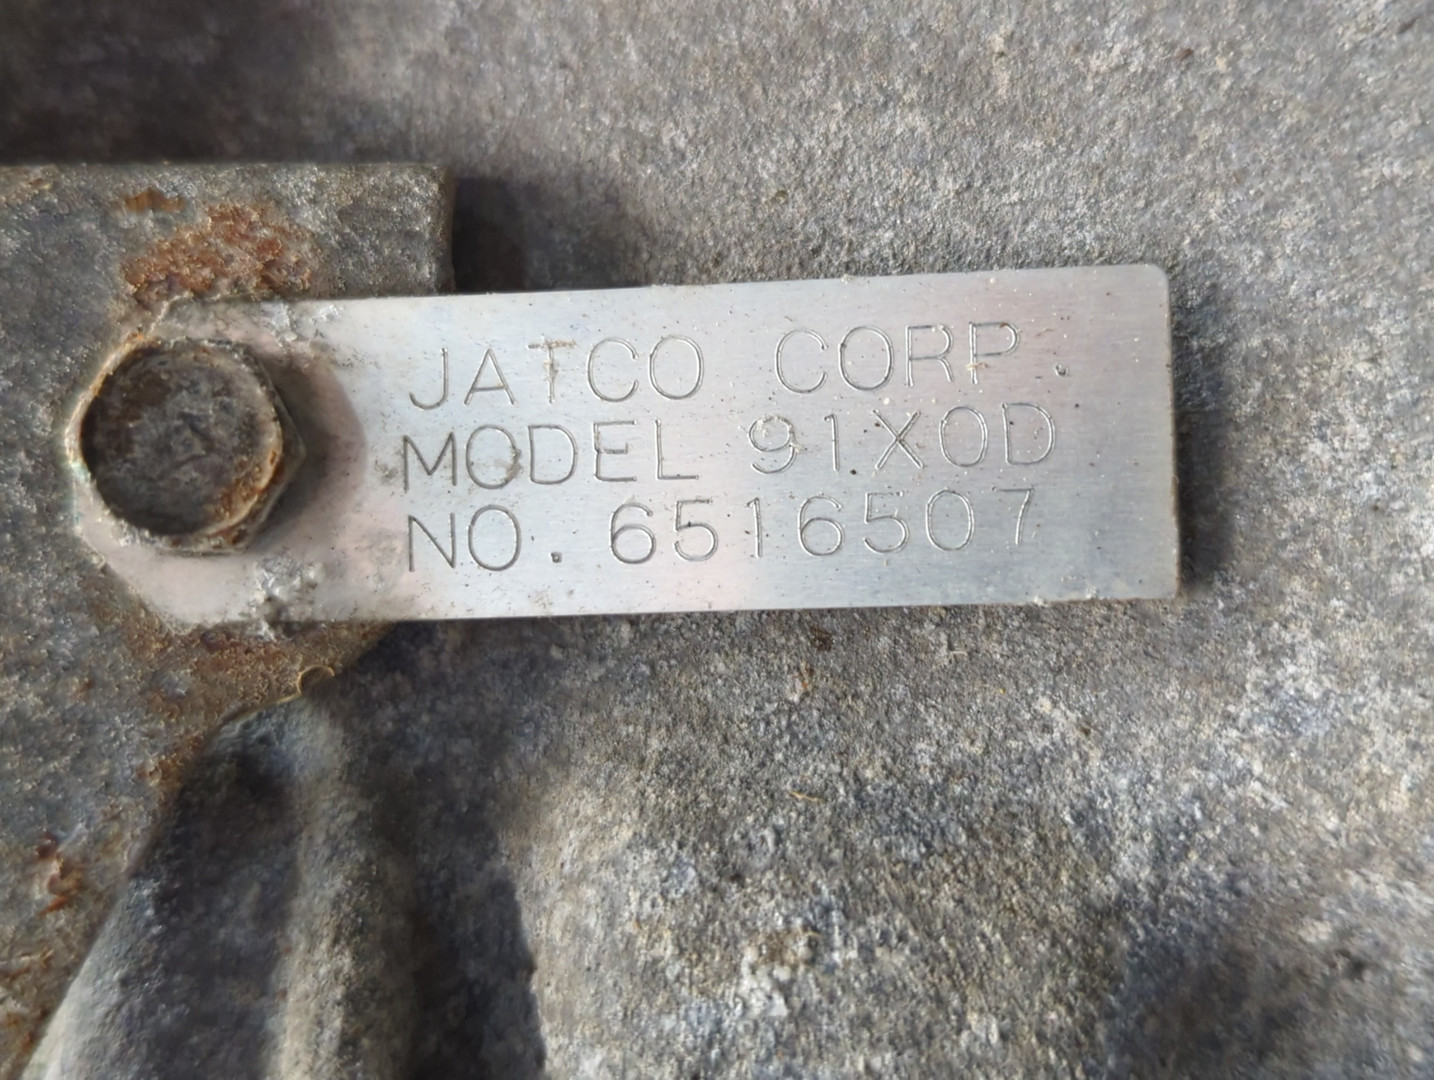 JATCO CORP.
MODEL 91X0D
NO. 6516507